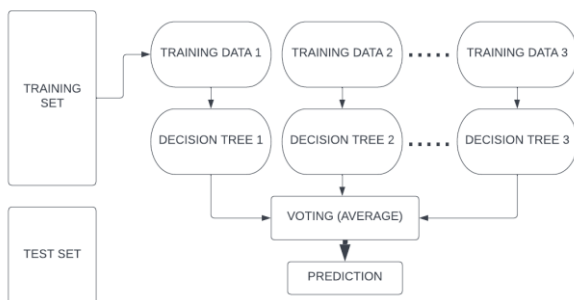 TRAINING DATA 1
TRAINING DATA 2
TRAINING DATA 3
TRAINING
SET
DECISION TREE 1
DECISION TREE 2
DECISION TREE 3
VOTING (AVERAGE)
TEST SET
PREDICTION